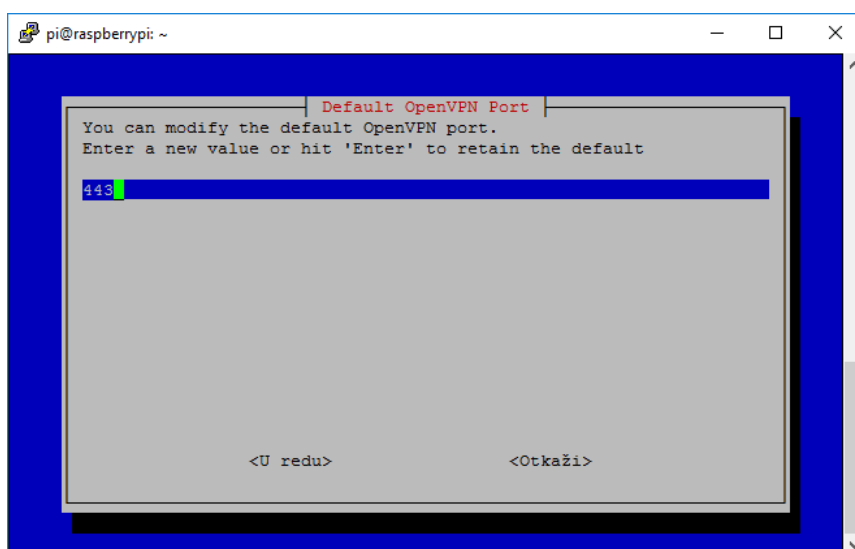 pi@raspberrypi: ~
Default OpenVPN Port
You can modify the default OpenVPN port.
Enter a new value or hit 'Enter' to retain the default
443
<U redu> <Otkaži>